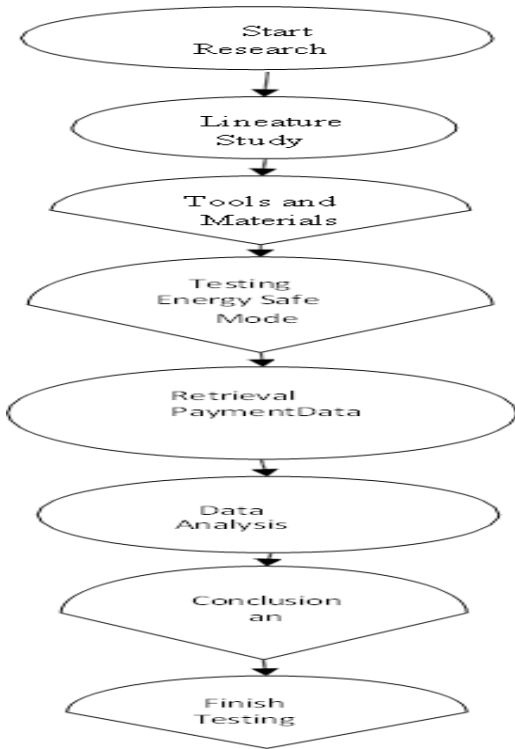 Start
Research
Lineature
Study
Tools and
Materials
Testing
Energy Safe
Mode
Retrieval
PaymentData
Data
Analysis
Conclusion
an
Finish
Testing